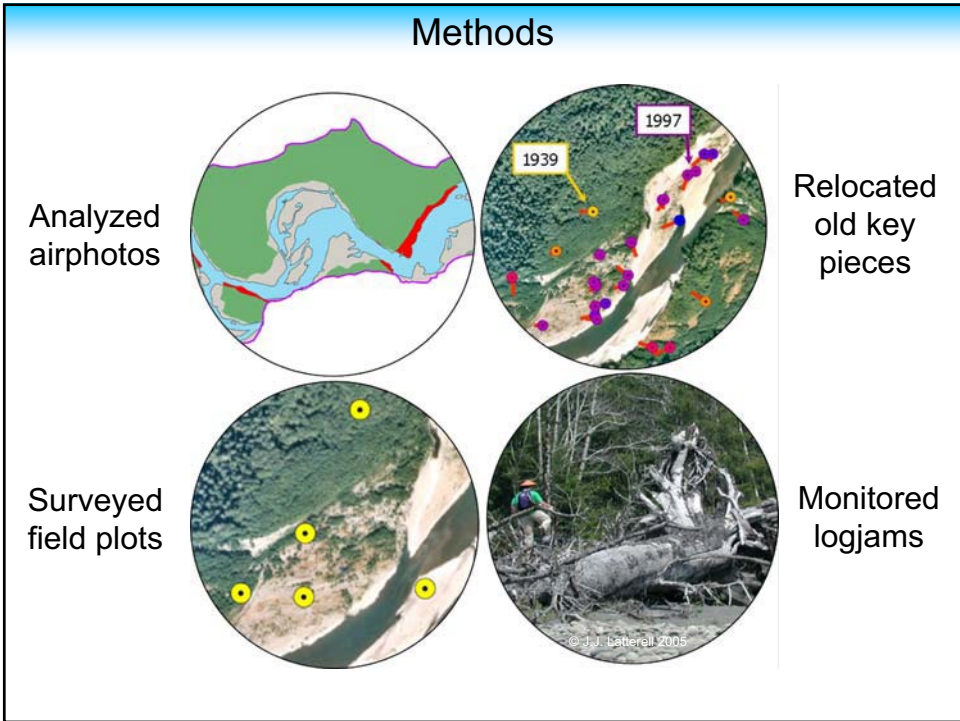 Methods
Analyzed
airphotos
1939
1997
Relocated
old key
pieces
Surveyed
field plots
Monitored
logjams
© J.J. Latterell 2005